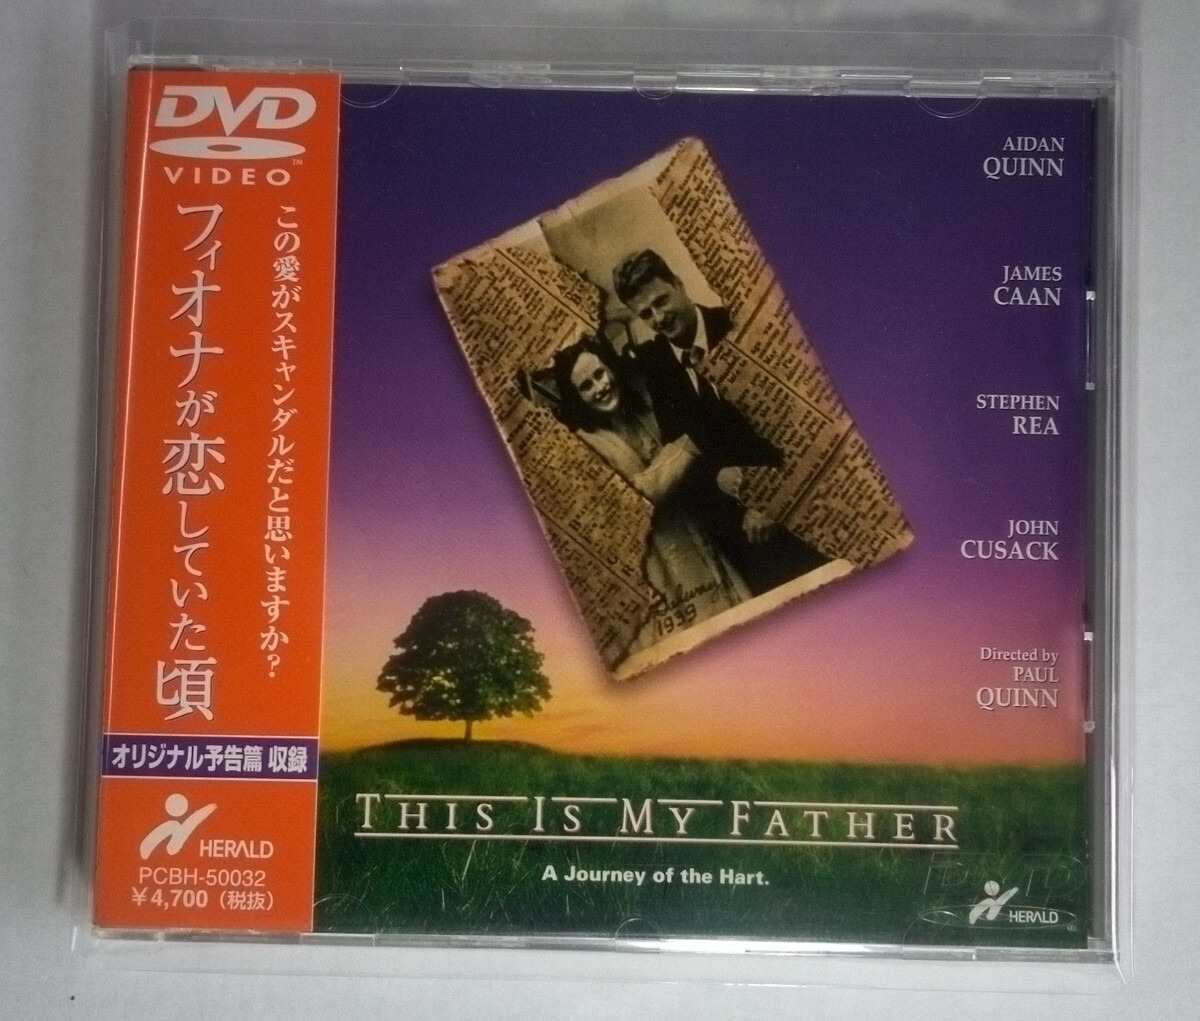 DVD
VIDEO
TM
この愛がスキャンダルだと思いますか?
フィオナが恋していた頃
オリジナル予告篇 収録
HERALD
PCBH-50032
¥4,700(税抜)
AIDAN
QUINN
JAMES
CAAN
STEPHEN
REA
JOHN
CUSACK
Directed by
PAUL
QUINN
1939
THIS IS MY FATHER
A Journey of the Hart.
DVD
HERALD